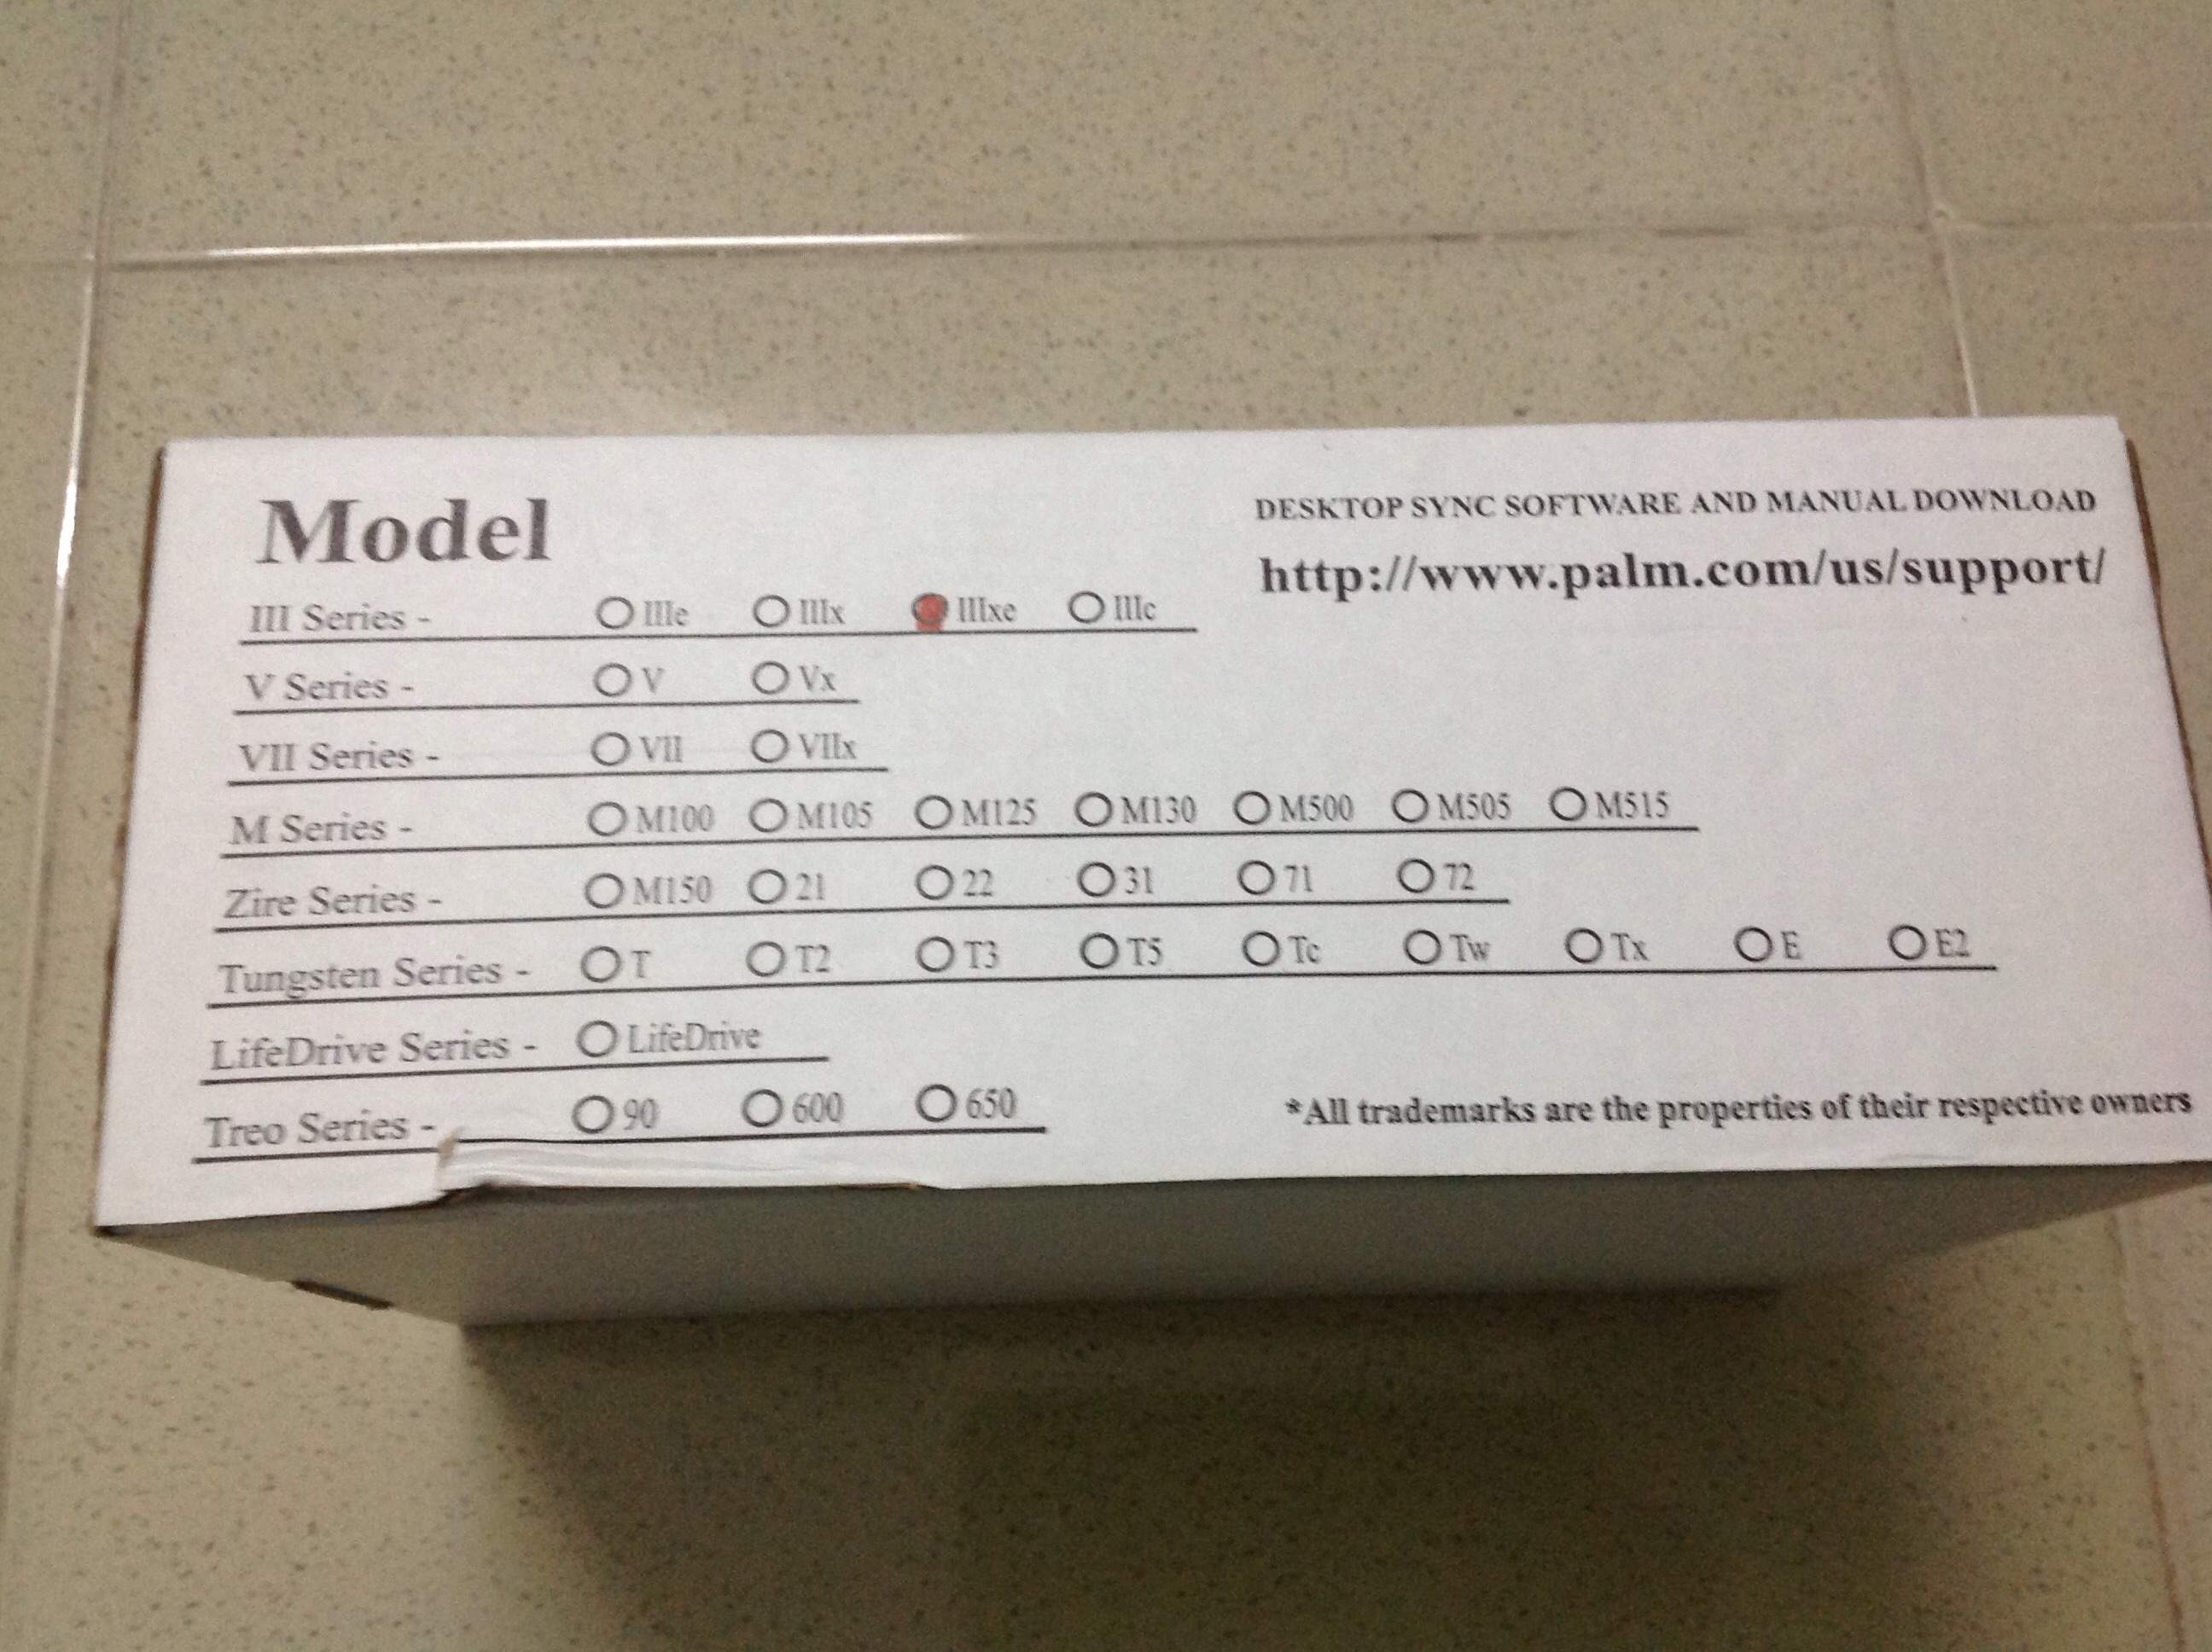 Model
DESKTOP SYNC SOFTWARE AND MANUAL DOWNLOAD
http://www.palm.com/us/support/
III Series - IIIe IIIx IIIxe IIIc
V Series - V Vx
VII Series - VII VIIx
M Series - M100 M105 M125 M130 M500 M505 M515
Zire Series - M150 21 22 31 71 72
Tungsten Series - T T2 T3 T5 Tc Tw Tx E E2
LifeDrive Series - LifeDrive
Treo Series - 90 600 650
*All trademarks are the properties of their respective owners